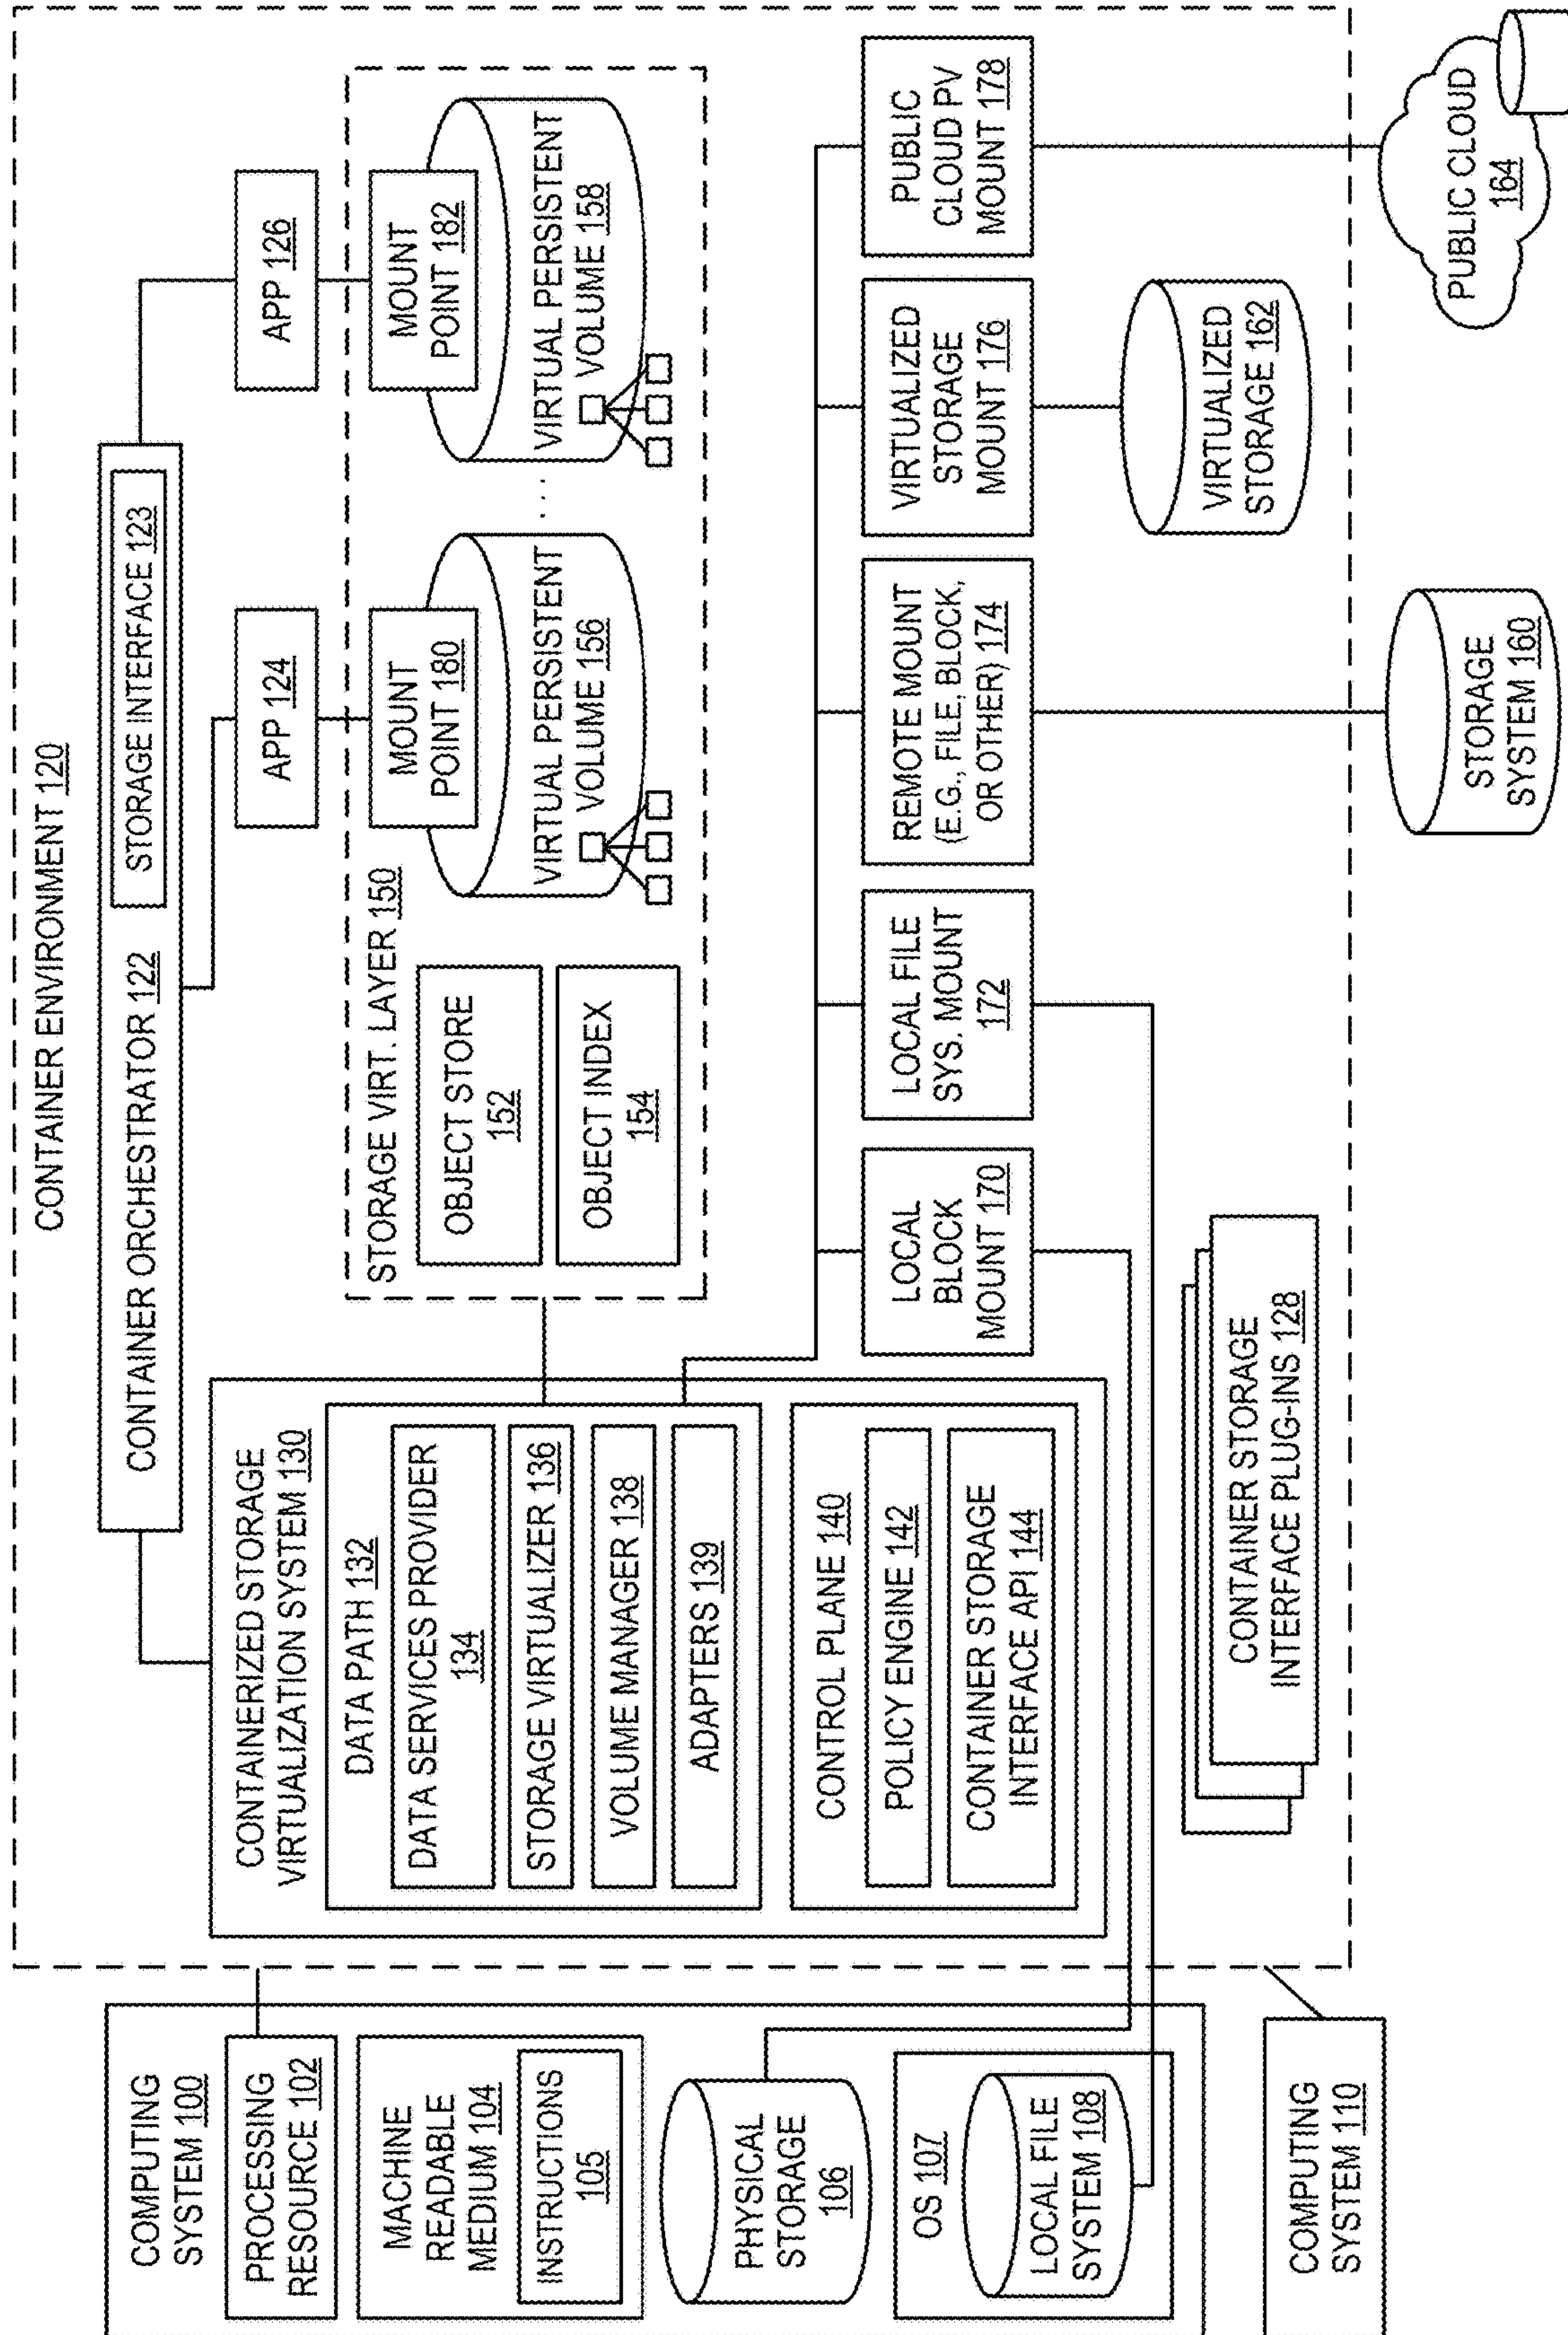 COMPUTING
SYSTEM 100
PROCESSING
RESOURCE 102
MACHINE
READABLE
MEDIUM 104
INSTRUCTIONS
105
PHYSICAL
STORAGE
106
OS 107
LOCAL FILE
SYSTEM 108
COMPUTING
SYSTEM 110
CONTAINER ENVIRONMENT 120
CONTAINER ORCHESTRATOR 122
STORAGE INTERFACE 123
CONTAINERIZED STORAGE
VIRTUALIZATION SYSTEM 130
DATA PATH 132
DATA SERVICES PROVIDER
134
STORAGE VIRTUALIZER 136
VOLUME MANAGER 138
ADAPTERS 139
CONTROL PLANE 140
POLICY ENGINE 142
CONTAINER STORAGE
INTERFACE API 144
CONTAINER STORAGE
INTERFACE PLUG-INS 128
APP 124
APP 126
STORAGE VIRT. LAYER 150
OBJECT STORE
152
OBJECT INDEX
154
MOUNT
POINT 180
VIRTUAL PERSISTENT
VOLUME 156
. . . .
MOUNT
POINT 182
VIRTUAL PERSISTENT
VOLUME 158
LOCAL
BLOCK
MOUNT 170
LOCAL FILE
SYS. MOUNT
172
REMOTE MOUNT
(E.G., FILE, BLOCK,
OR OTHER) 174
VIRTUALIZED
STORAGE
MOUNT 176
PUBLIC
CLOUD PV
MOUNT 178
STORAGE
SYSTEM 160
VIRTUALIZED
STORAGE 162
PUBLIC CLOUD
164